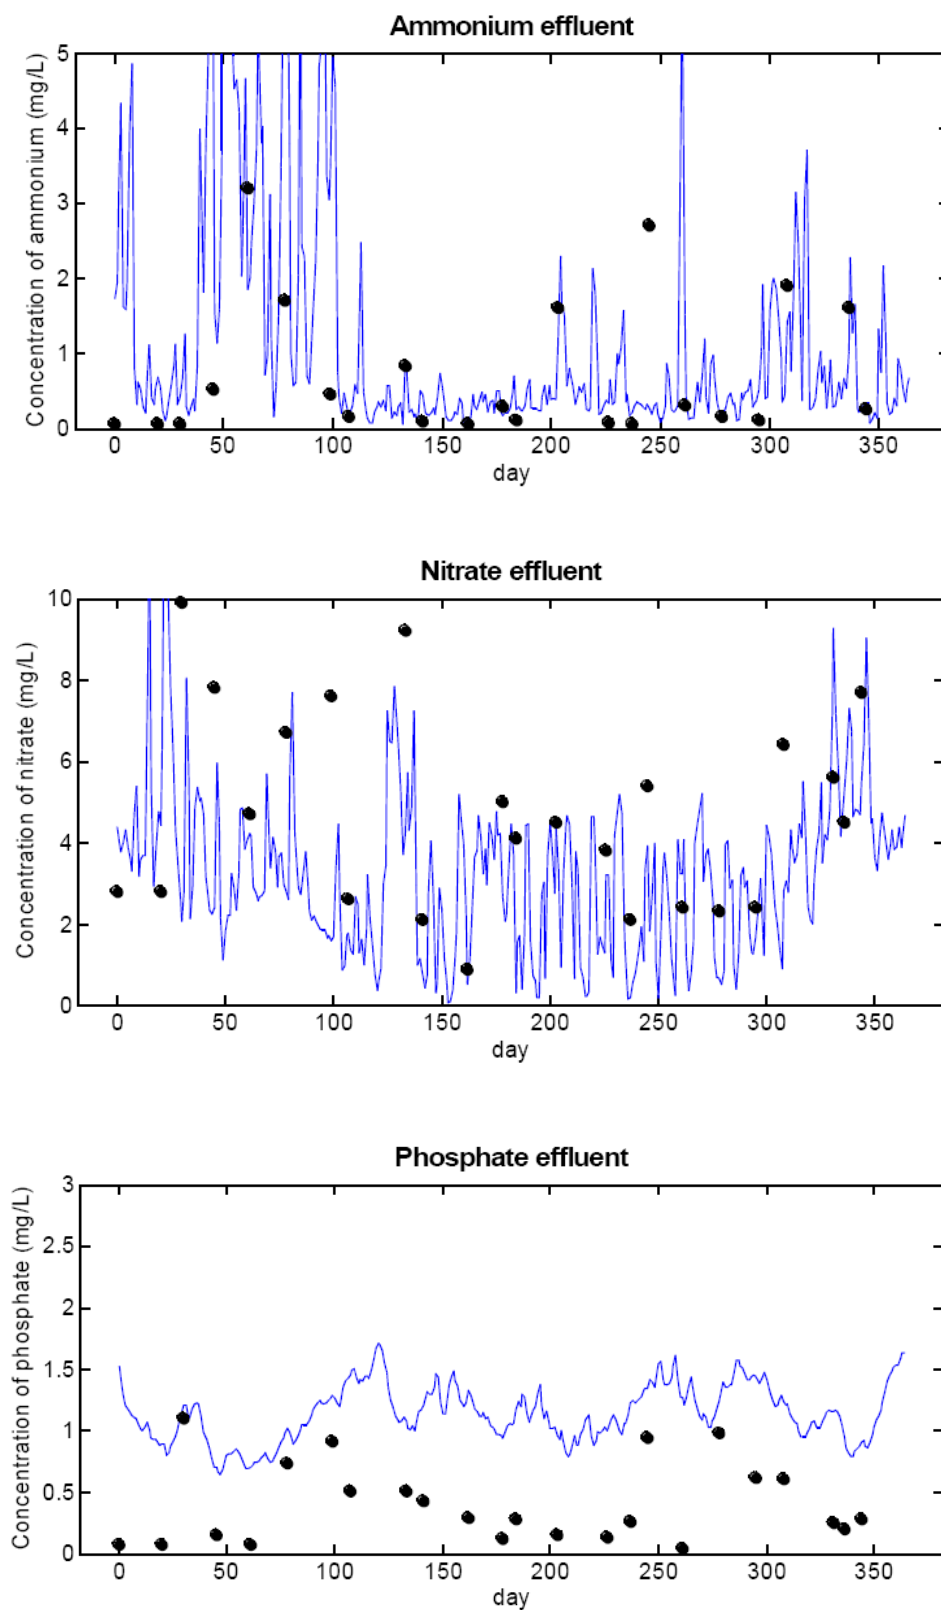 Ammonium effluent
Concentration of ammonium (mg/L)
5
4
3
2
1
0
0 50 100 150 200 250 300 350
day
Nitrate effluent
Concentration of nitrate (mg/L)
10
8
6
4
2
0
0 50 100 150 200 250 300 350
day
Phosphate effluent
Concentration of phosphate (mg/L)
3
2.5
2
1.5
1
0.5
0
0 50 100 150 200 250 300 350
day